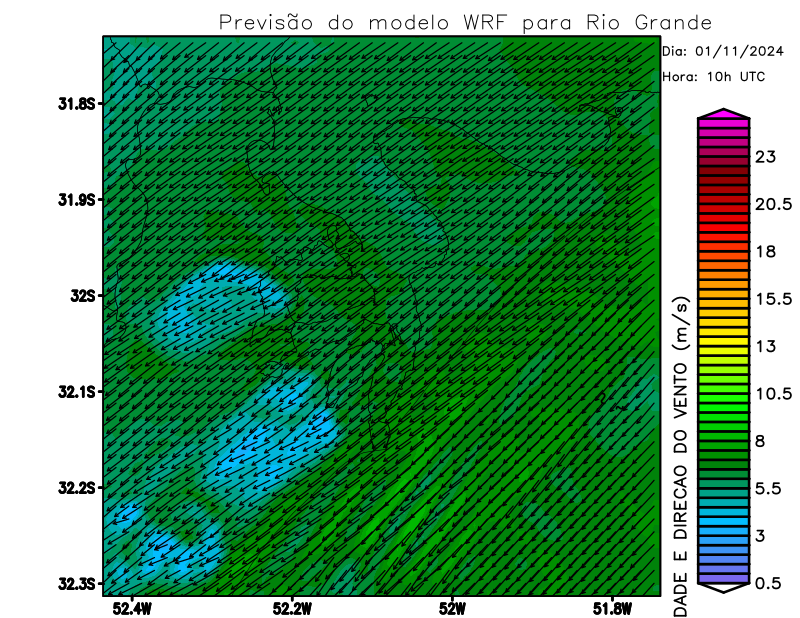 Previsão do modelo WRF para Rio Grande
Dia: 01/11/2024
Hora: 10h UTC
31.8S
31.9S
32S
32.1S
32.2S
32.3S
52.4W
52.2W
52W
51.8W
23
20.5
18
15.5
13
10.5
8
5.5
3
0.5
DADE E DIRECAO DO VENTO (m/s)